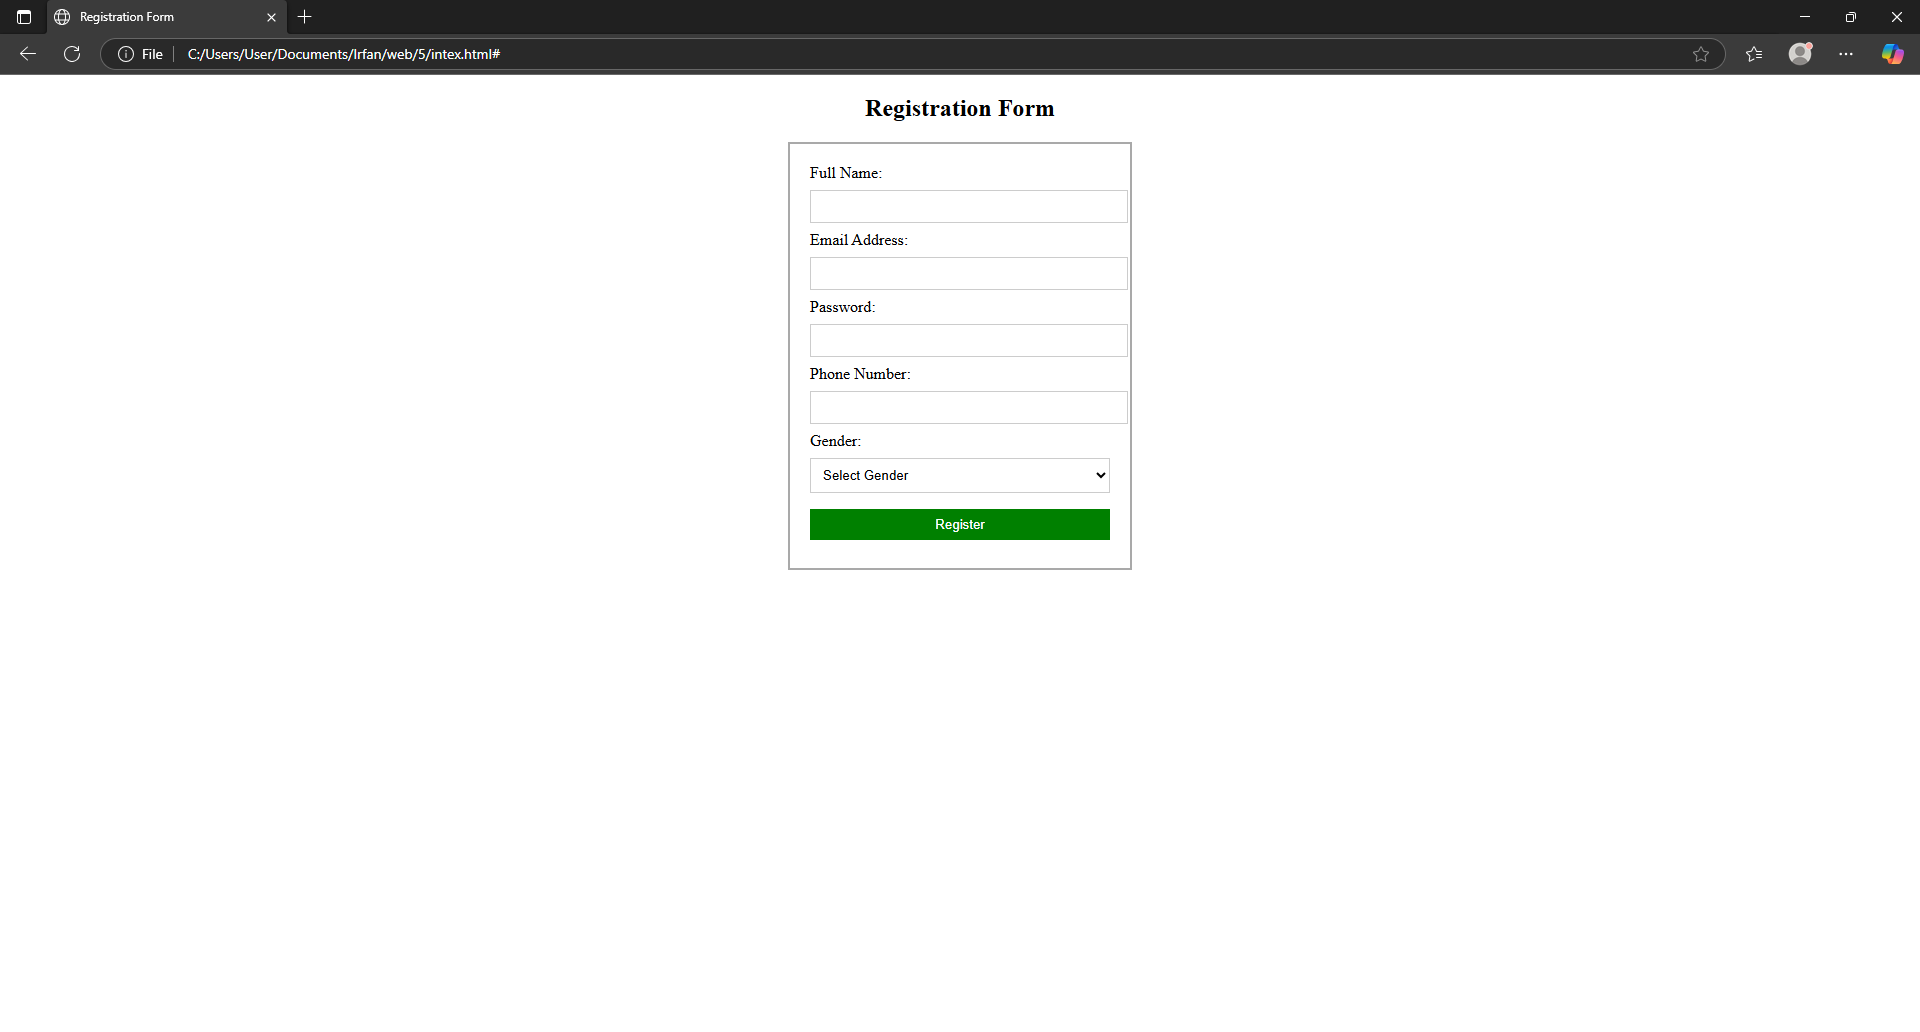 Registration Form
File C:/Users/User/Documents/Irfan/web/5/intex.html#
Registration Form
Full Name:
Email Address:
Password:
Phone Number:
Gender:
Select Gender
Register